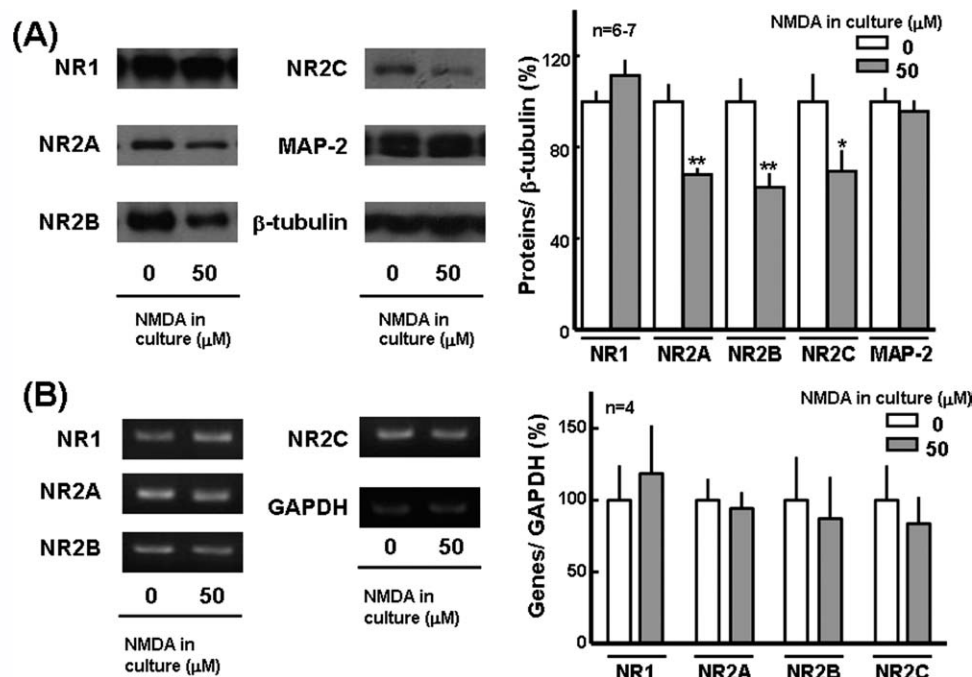 (A)
NR1
NR2A
NR2B
0 50
NMDA in
culture (μM)
NR2C
MAP-2
β-tubulin
0 50
NMDA in
culture (μM)
Proteins/ β-tubulin (%)
n=6-7
NMDA in culture (μM)
0
50
120
80
40
0
** ** *
NR1 NR2A NR2B NR2C MAP-2
(B)
NR1
NR2A
NR2B
0 50
NMDA in
culture (μM)
NR2C
GAPDH
0 50
NMDA in
culture (μM)
Genes/ GAPDH (%)
n=4
NMDA in culture (μM)
0
50
150
100
50
0
NR1 NR2A NR2B NR2C